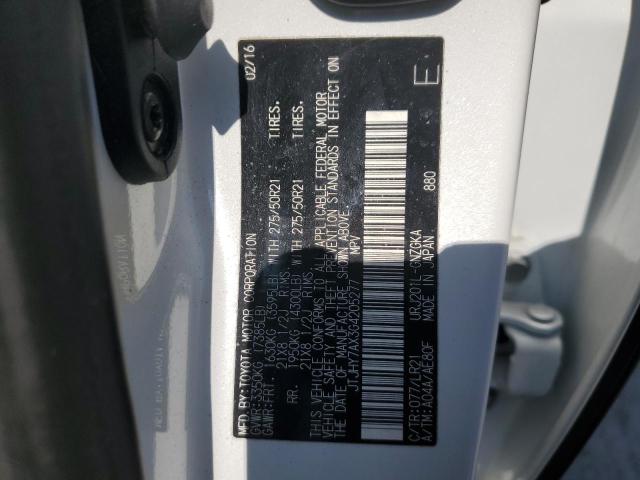 MFD.BY:TOYOTA MOTOR CORPORATION 02/16
GVWR:3350KG (7385LB)
GAWR:FRT. 1630KG (3595LB) WITH 275/50R21 TIRES.
21X8 1/2J RIMS.
RR. 1950KG (4300LB) WITH 275/50R21 TIRES.
21X8 1/2J RIMS.
THIS VEHICLE CONFORMS TO ALL APPLICABLE FEDERAL MOTOR
VEHICLE SAFETY AND THEFT PREVENTION STANDARDS IN EFFECT ON
THE DATE OF MANUFACTURE SHOWN ABOVE.
JTJHY7AX3G4205277 MPV E
C/TR:077/LR21 URJ201L-GNZGKA 880
A/TM:A04A/AE80F MADE IN JAPAN